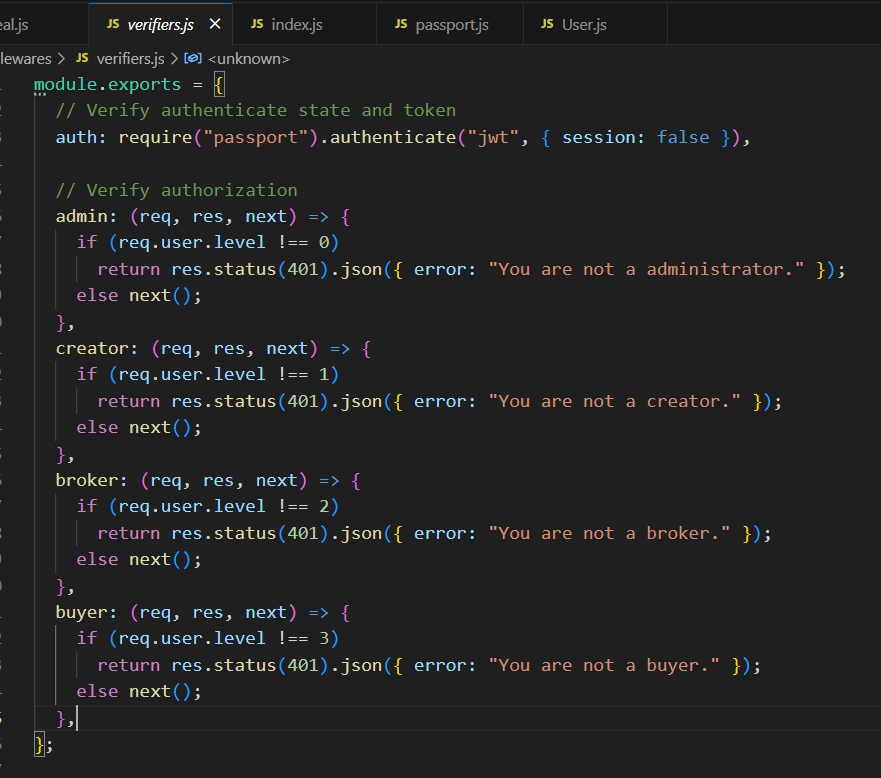 eal.js JS verifiers.js × JS index.js JS passport.js JS User.js
lewares > JS verifiers.js > <unknown>
module.exports = {
// Verify authenticate state and token
auth: require("passport").authenticate("jwt", { session: false }),
// Verify authorization
admin: (req, res, next) => {
if (req.user.level !== 0)
return res.status(401).json({ error: "You are not a administrator." });
else next();
},
creator: (req, res, next) => {
if (req.user.level !== 1)
return res.status(401).json({ error: "You are not a creator." });
else next();
},
broker: (req, res, next) => {
if (req.user.level !== 2)
return res.status(401).json({ error: "You are not a broker." });
else next();
},
buyer: (req, res, next) => {
if (req.user.level !== 3)
return res.status(401).json({ error: "You are not a buyer." });
else next();
},
};